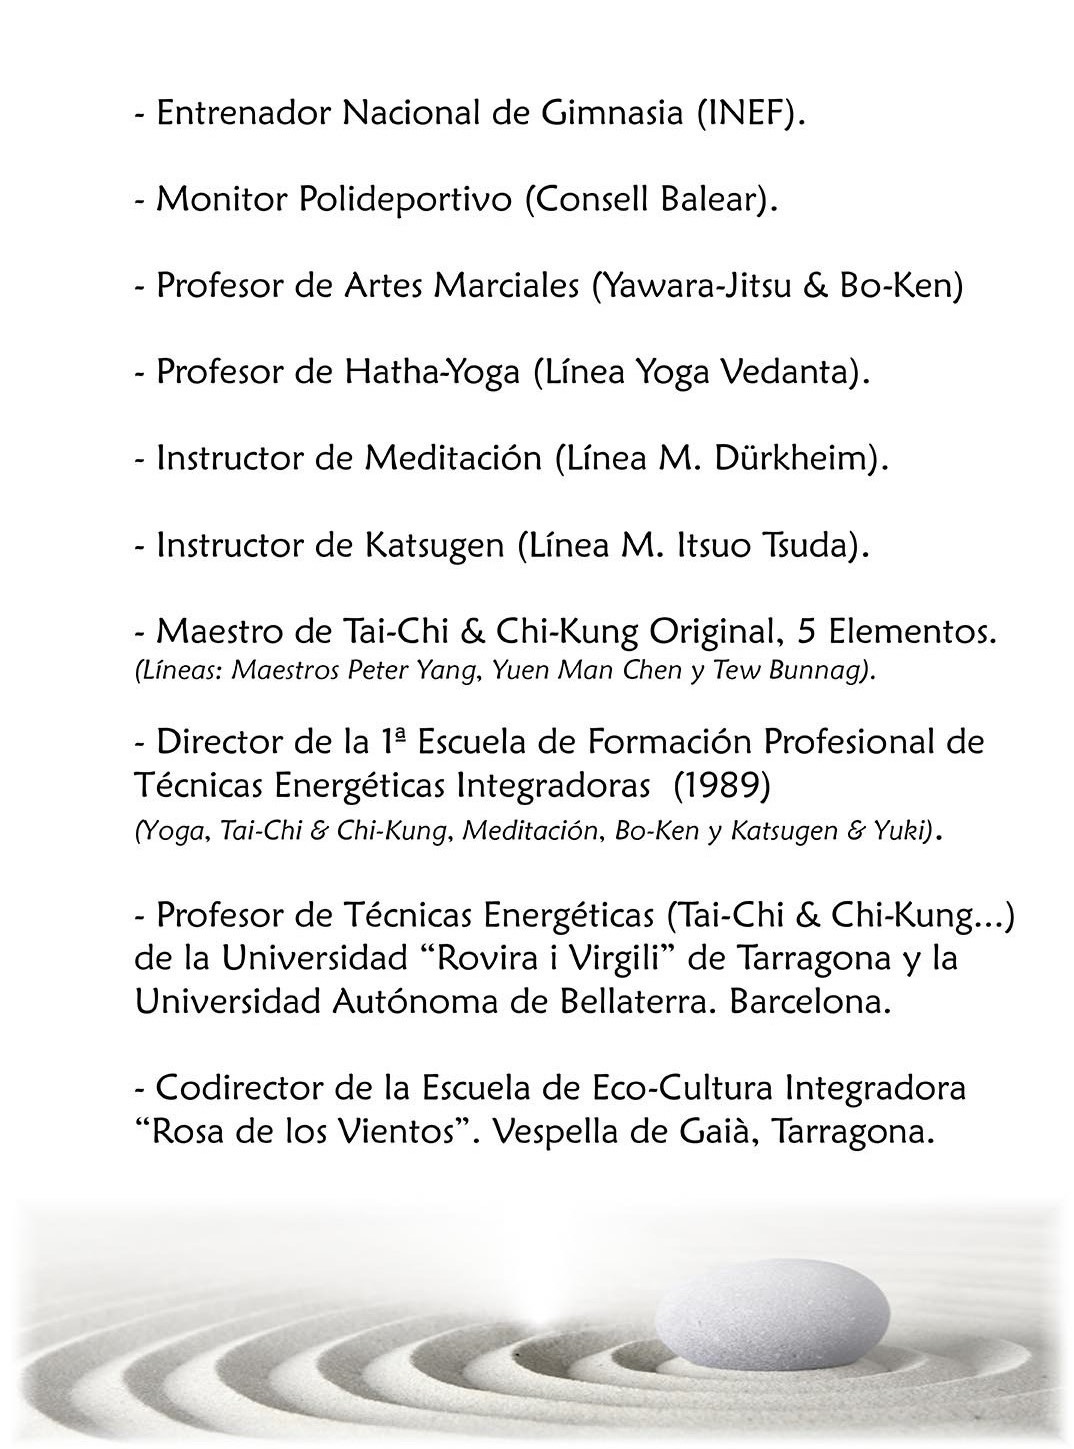 - Entrenador Nacional de Gimnasia (INEF).
- Monitor Polideportivo (Consell Balear).
- Profesor de Artes Marciales (Yawara-Jitsu & Bo-Ken)
- Profesor de Hatha-Yoga (Línea Yoga Vedanta).
- Instructor de Meditación (Línea M. Dürkheim).
- Instructor de Katsugen (Línea M. Itsuo Tsuda).
- Maestro de Tai-Chi & Chi-Kung Original, 5 Elementos.
(Líneas: Maestros Peter Yang, Yuen Man Chen y Tew Bunnag).
- Director de la 1ª Escuela de Formación Profesional de
Técnicas Energéticas Integradoras  (1989)
(Yoga, Tai-Chi & Chi-Kung, Meditación, Bo-Ken y Katsugen & Yuki).
- Profesor de Técnicas Energéticas (Tai-Chi & Chi-Kung...)
de la Universidad “Rovira i Virgili” de Tarragona y la
Universidad Autónoma de Bellaterra. Barcelona.
- Codirector de la Escuela de Eco-Cultura Integradora
“Rosa de los Vientos”. Vespella de Gaià, Tarragona.